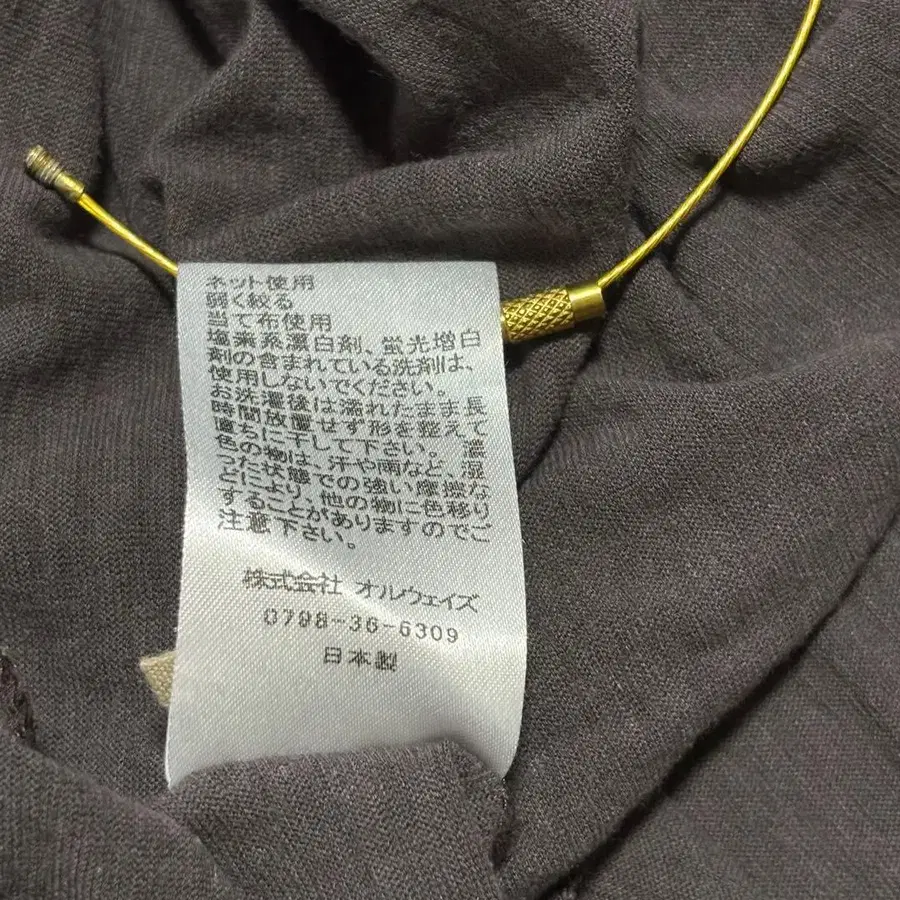 ネット使用
弱く絞る
当て布使用
塩素系漂白剤、蛍光増白
剤の含まれている洗剤は、
使用しないでください。
お洗濯後は濡れたまま長
時間放置せず形を整えて
直ちに干して下さい。濃
色の物は、汗や雨など、湿
った状態での強い摩擦な
どにより、他の物に色移り
することがありますのでご
注意下さい。
株式会社 オルウェイズ
0798-36-6309
日本製